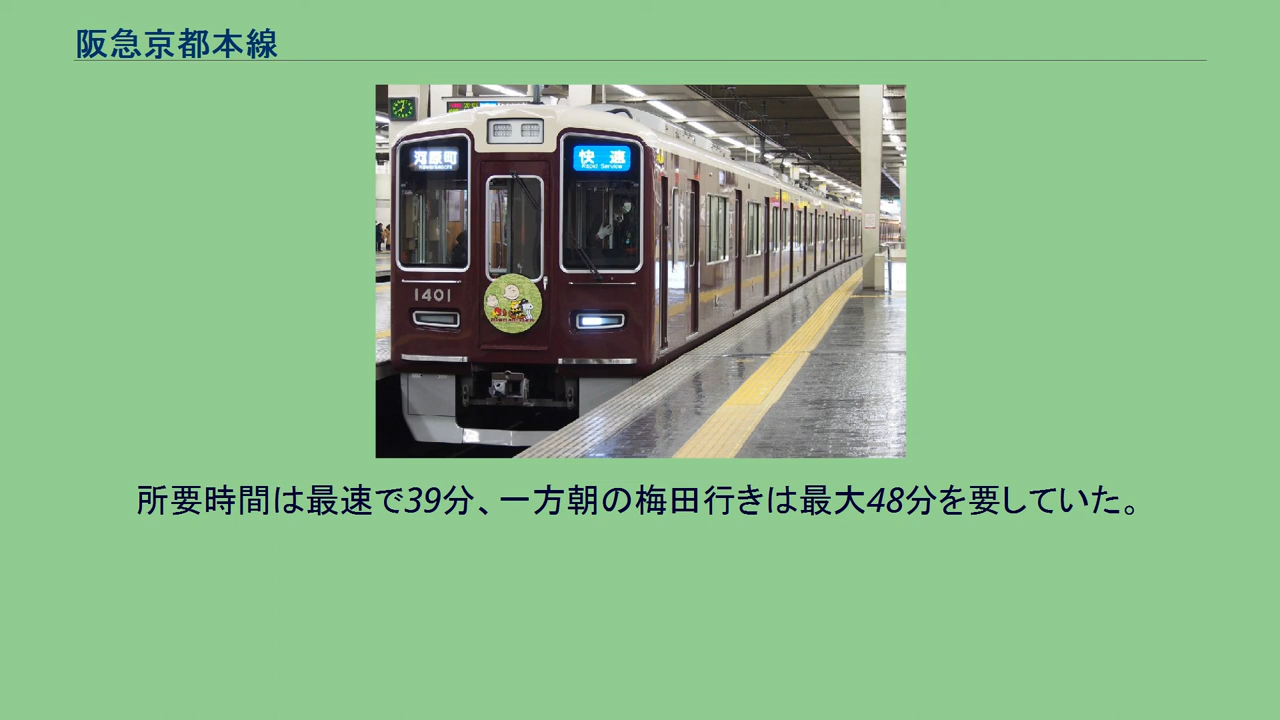 阪急京都本線
河原町
快速
Rapid Service
1401
所要時間は最速で39分、一方朝の梅田行きは最大48分を要していた。